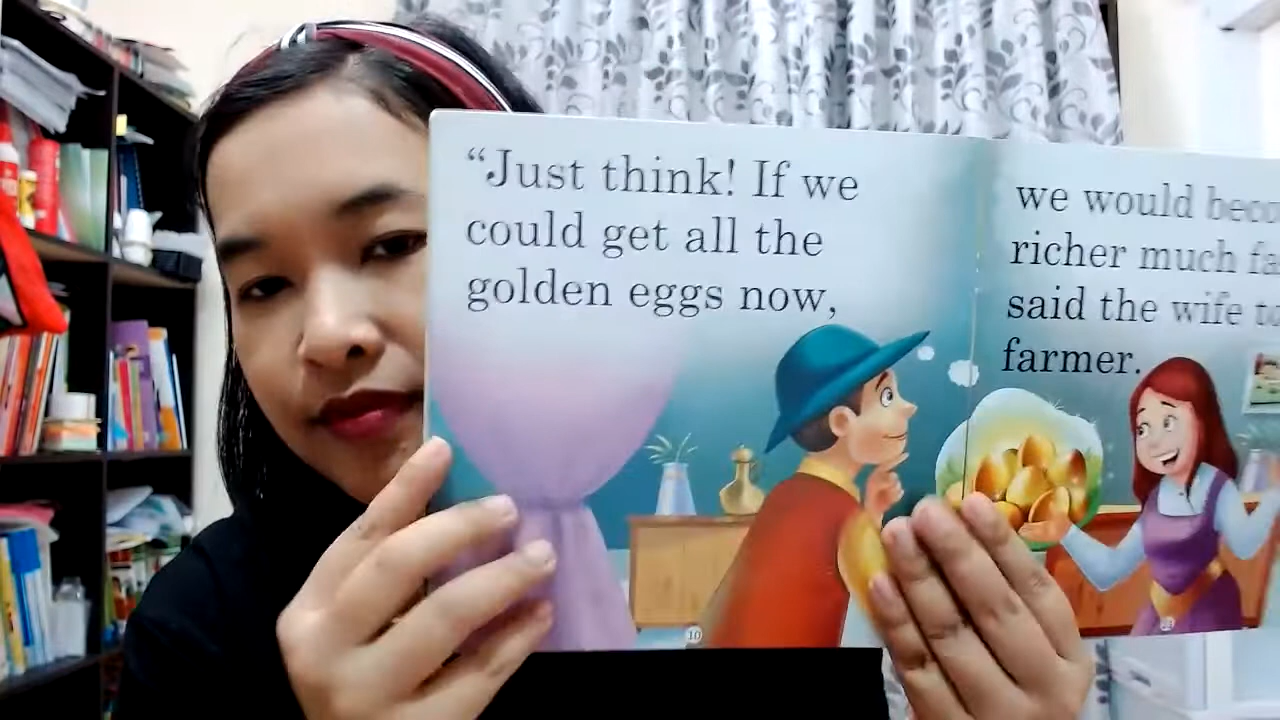 “Just think! If we
could get all the
golden eggs now,
we would
richer much
said the wife
farmer.
10